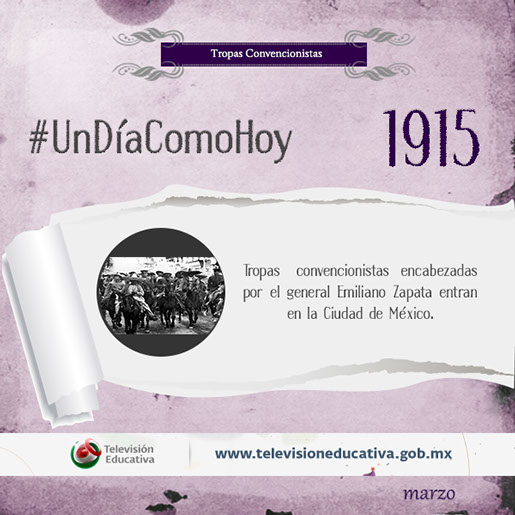 Tropas Convencionistas
#UnDíaComoHoy
1915
Tropas convencionistas encabezadas
por el general Emiliano Zapata entran
en la Ciudad de México.
Televisión
Educativa
www.televisioneducativa.gob.mx
marzo